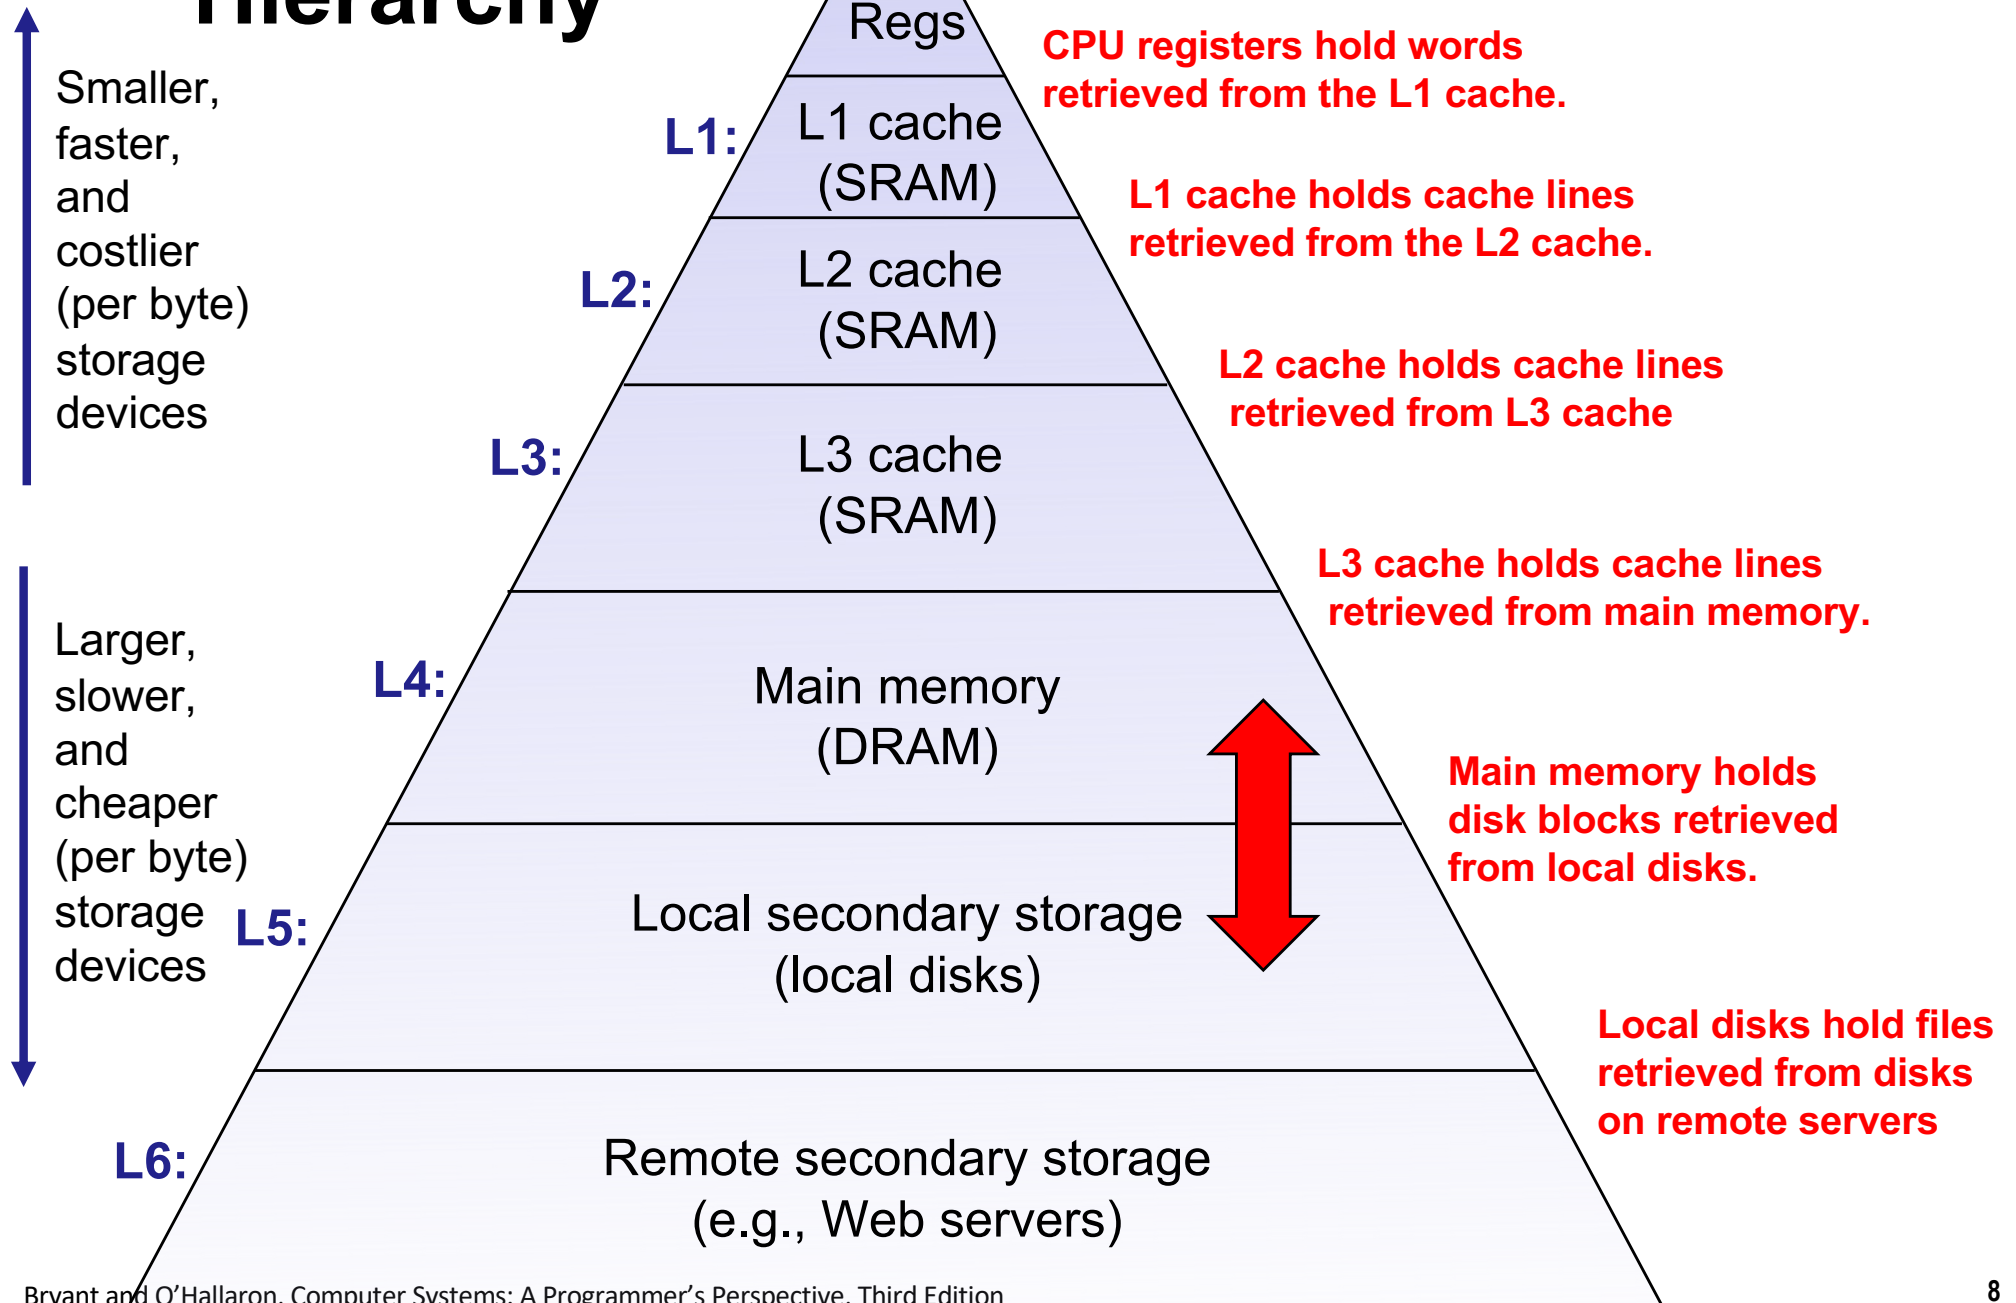 Hierarchy
Regs
CPU registers hold words
retrieved from the L1 cache.
Smaller,
faster,
and
costlier
(per byte)
storage
devices
L1:
L1 cache
(SRAM)
L1 cache holds cache lines
retrieved from the L2 cache.
L2:
L2 cache
(SRAM)
L2 cache holds cache lines
retrieved from L3 cache
L3:
L3 cache
(SRAM)
L3 cache holds cache lines
retrieved from main memory.
Larger,
slower,
and
cheaper
(per byte)
storage
devices
L4:
Main memory
(DRAM)
Main memory holds
disk blocks retrieved
from local disks.
L5:
Local secondary storage
(local disks)
Local disks hold files
retrieved from disks
on remote servers
L6:
Remote secondary storage
(e.g., Web servers)
Bryant and O'Hallaron, Computer Systems: A Programmer's Perspective, Third Edition
8